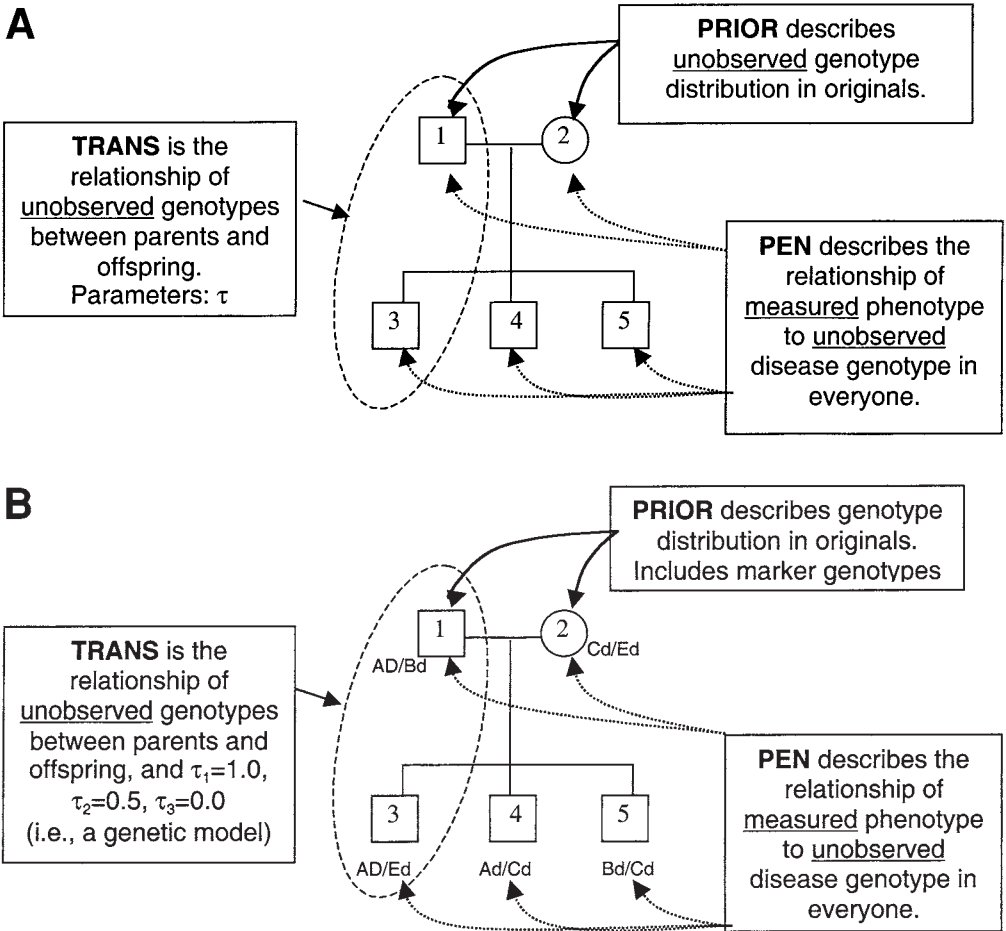 A
PRIOR describes
unobserved genotype
distribution in originals.
TRANS is the
relationship of
unobserved genotypes
between parents and
offspring.
Parameters: τ
1
2
3
4
5
PEN describes the
relationship of
measured phenotype
to unobserved
disease genotype in
everyone.
B
PRIOR describes genotype
distribution in originals.
Includes marker genotypes
TRANS is the
relationship of
unobserved genotypes
between parents and
offspring, and τ₁=1.0,
τ₂=0.5, τ₃=0.0
(i.e., a genetic model)
1
2
AD/Bd
Cd/Ed
3
4
5
AD/Ed
Ad/Cd
Bd/Cd
PEN describes the
relationship of
measured phenotype
to unobserved
disease genotype in
everyone.